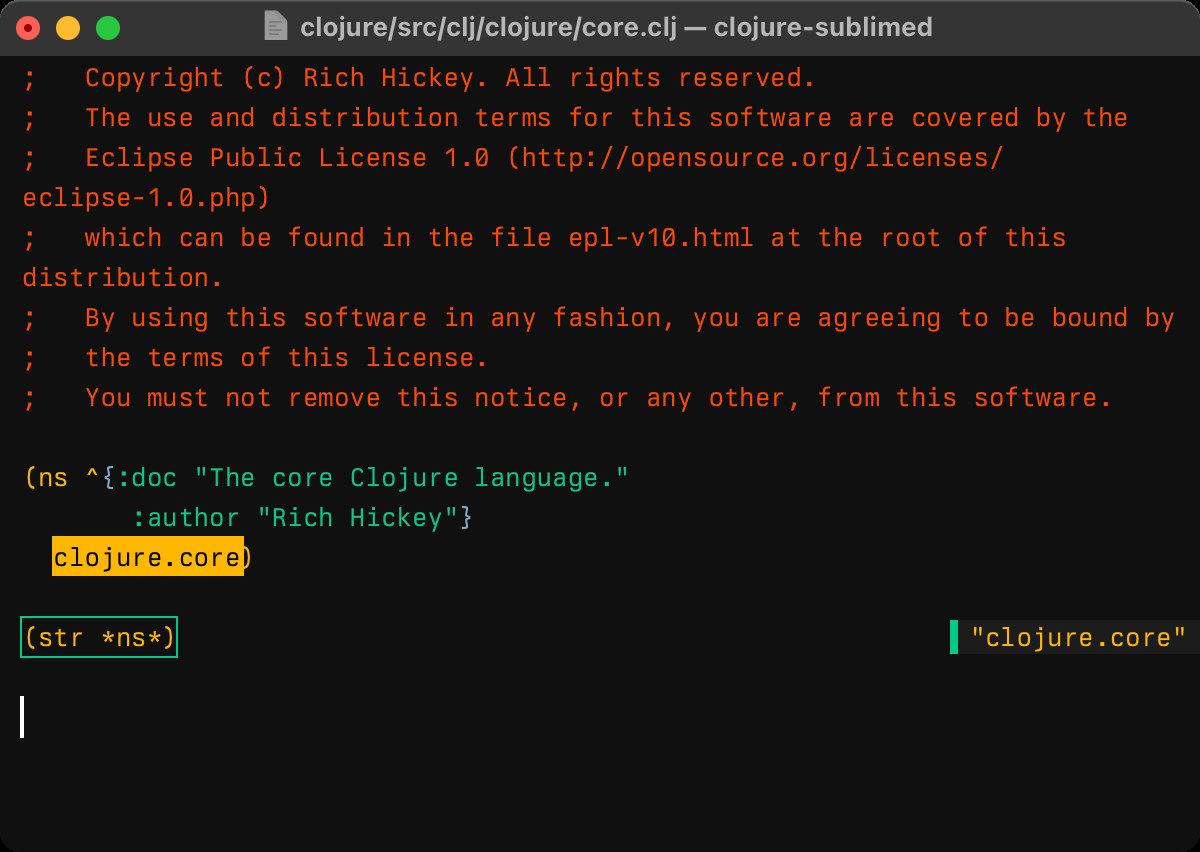 clojure/src/clj/clojure/core.clj — clojure-sublimed
;   Copyright (c) Rich Hickey. All rights reserved.
;   The use and distribution terms for this software are covered by the
;   Eclipse Public License 1.0 (http://opensource.org/licenses/
eclipse-1.0.php)
;   which can be found in the file epl-v10.html at the root of this
distribution.
;   By using this software in any fashion, you are agreeing to be bound by
;   the terms of this license.
;   You must not remove this notice, or any other, from this software.
(ns ^{:doc "The core Clojure language."
       :author "Rich Hickey"}
  clojure.core)
(str *ns*) "clojure.core"